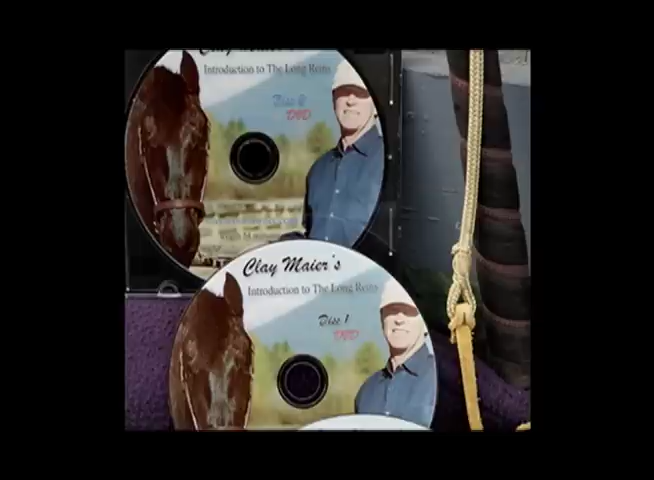 Introduction to The Long Reins
Disc 2
DVD
Clay Maier's
Introduction to The Long Reins
Disc 1
DVD